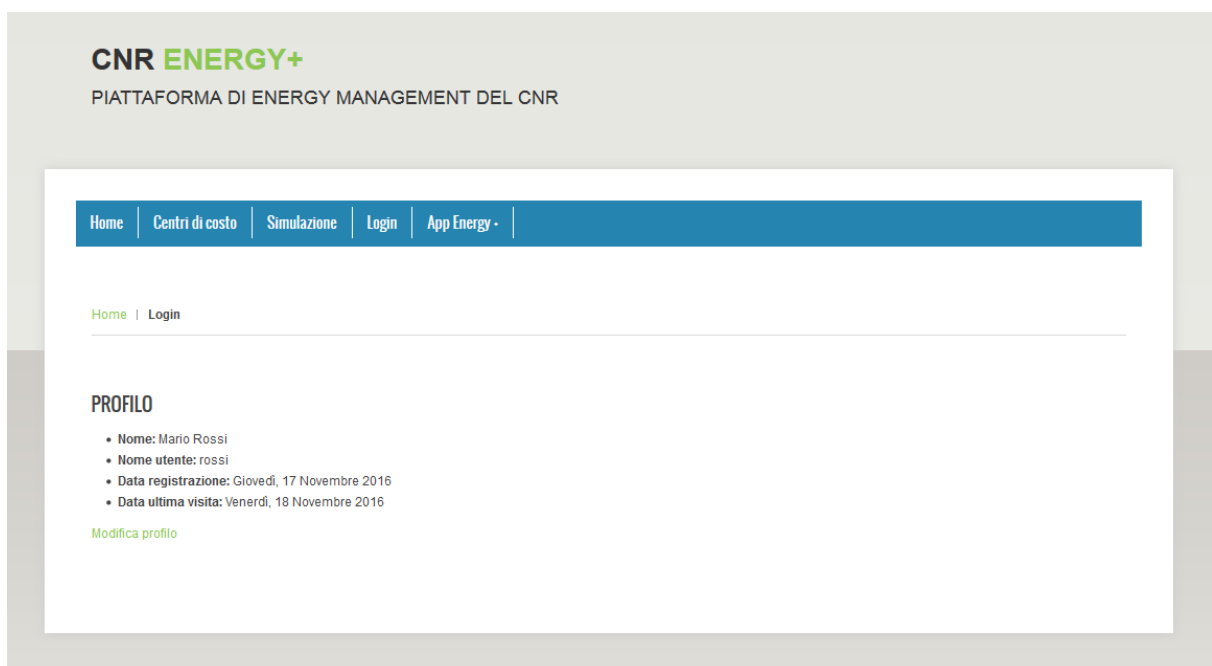 CNR ENERGY+
PIATTAFORMA DI ENERGY MANAGEMENT DEL CNR
Home Centri di costo Simulazione Login App Energy
Home | Login
PROFILO
• Nome: Mario Rossi
• Nome utente: rossi
• Data registrazione: Giovedì, 17 Novembre 2016
• Data ultima visita: Venerdì, 18 Novembre 2016
Modifica profilo